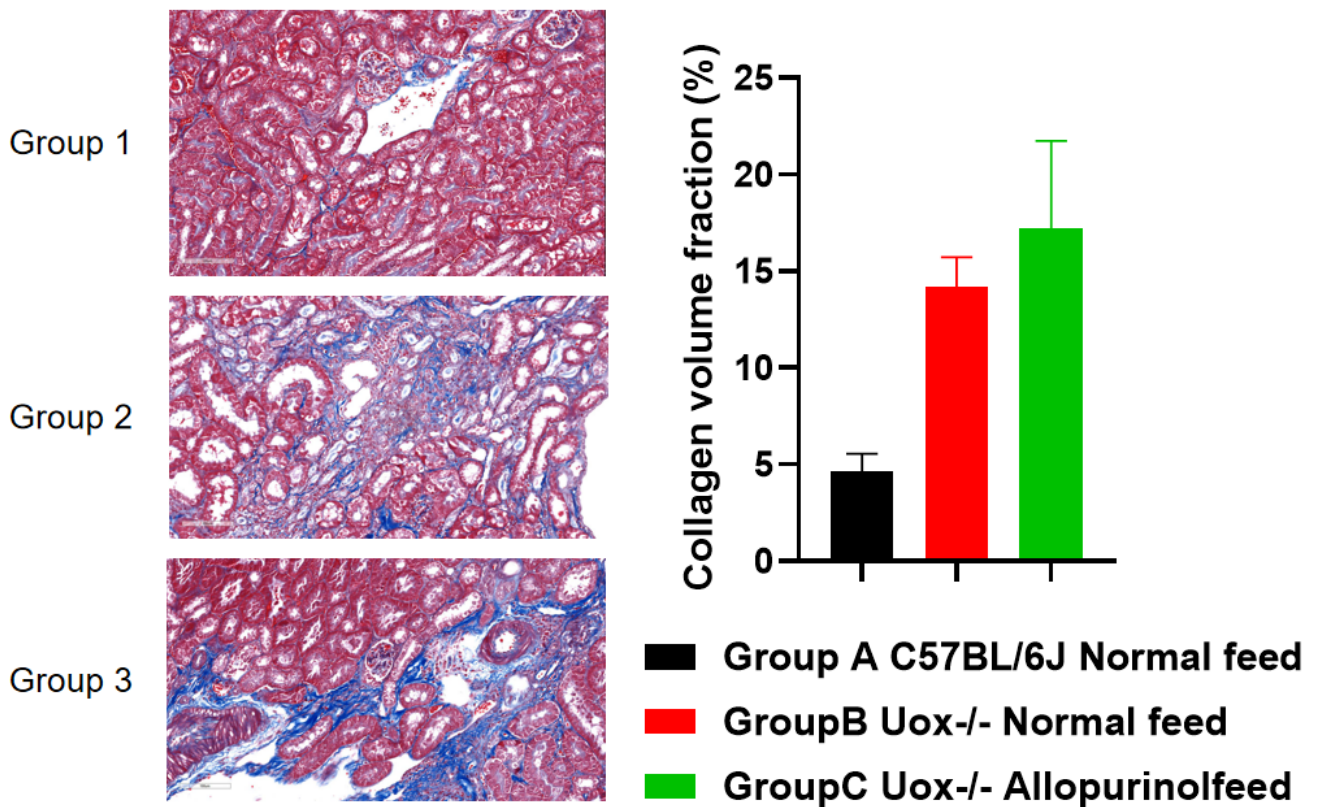 Group 1
Group 2
Group 3
Collagen volume fraction (%)
25
20
15
10
5
0
Group A C57BL/6J Normal feed
GroupB Uox-/- Normal feed
GroupC Uox-/- Allopurinolfeed